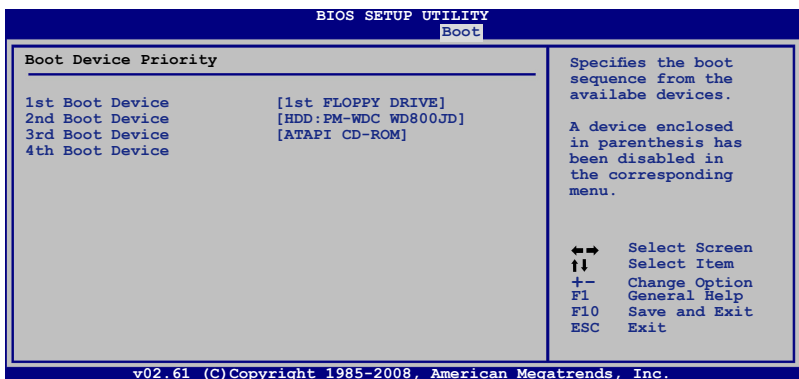 BIOS SETUP UTILITY
Boot
Boot Device Priority
1st Boot Device [1st FLOPPY DRIVE]
2nd Boot Device [HDD:PM-WDC WD800JD]
3rd Boot Device [ATAPI CD-ROM]
4th Boot Device
Specifies the boot
sequence from the
availabe devices.
A device enclosed
in parenthesis has
been disabled in
the corresponding
menu.
←→ Select Screen
↑↓ Select Item
+- Change Option
F1 General Help
F10 Save and Exit
ESC Exit
v02.61 (C)Copyright 1985-2008, American Megatrends, Inc.